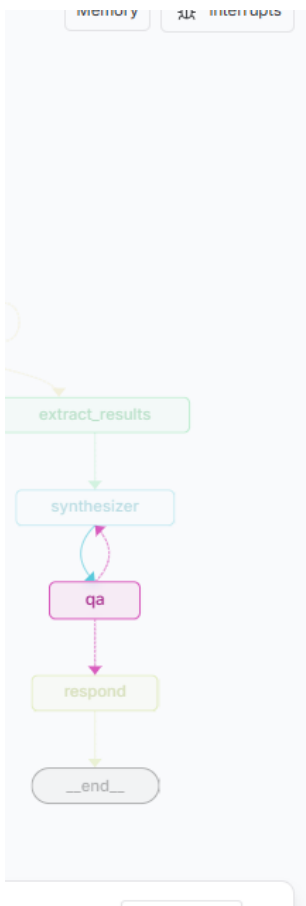 Memory Interrupts
extract_results
synthesizer
qa
respond
__end__